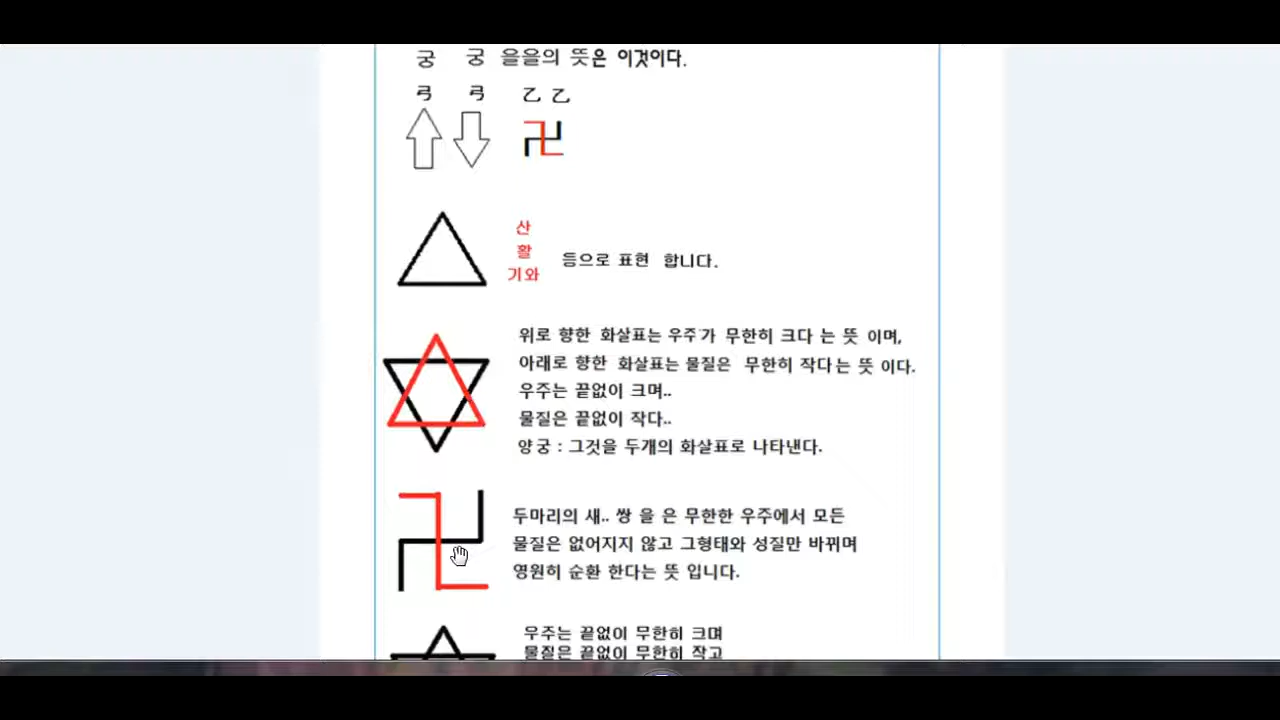 궁 궁 을을의 뜻은 이것이다.
弓 弓 乙 乙
산
활
기와
등으로 표현 합니다.
위로 향한 화살표는 우주가 무한히 크다 는 뜻 이며,
아래로 향한 화살표는 물질은 무한히 작다는 뜻 이다.
우주는 끝없이 크며..
물질은 끝없이 작다..
양궁 : 그것을 두개의 화살표로 나타낸다.
두마리의 새.. 쌍 을 은 무한한 우주에서 모든
물질은 없어지지 않고 그형태와 성질만 바뀌며
영원히 순환 한다는 뜻 입니다.
우주는 끝없이 무한히 크며
물질은 끝없이 무한히 작고